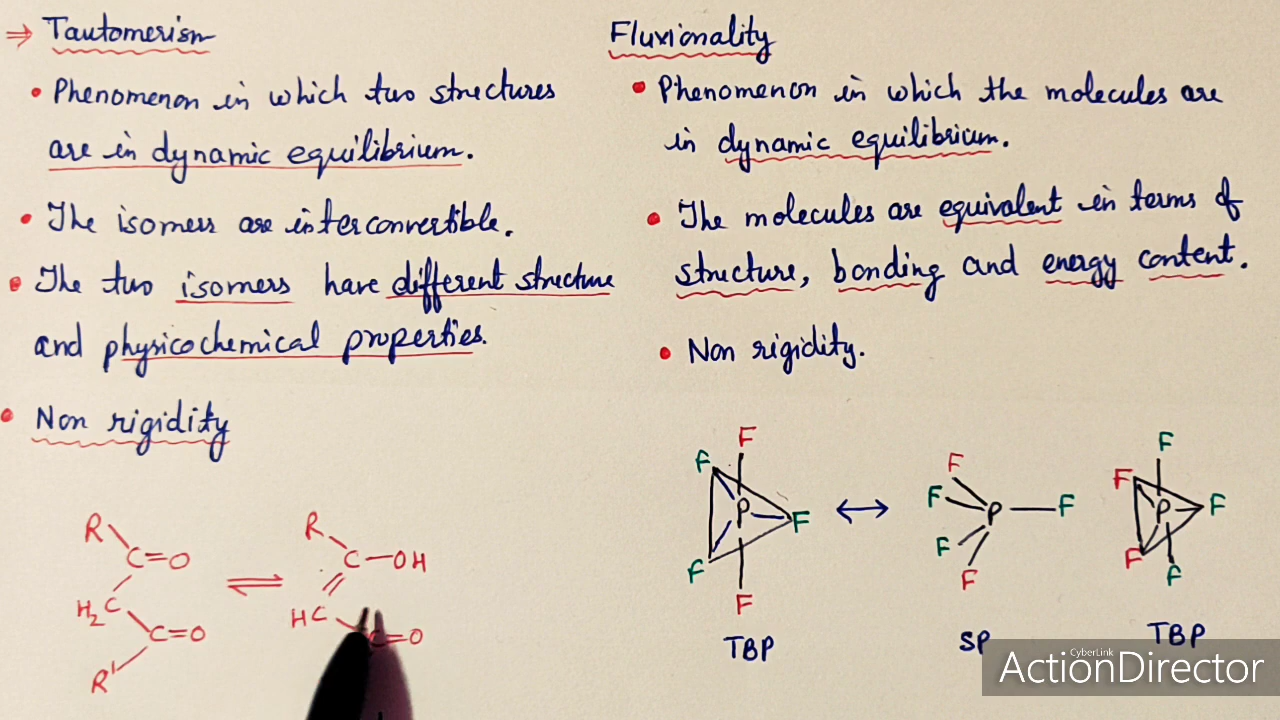 ⇒ Tautomerism
• Phenomenon in which two structures
are in dynamic equilibrium.
• The isomers are interconvertible.
• The two isomers have different structure
and physicochemical properties.
• Non rigidity
R
C=O
H₂C
C=O
R'
⇌
R
C—OH
HC
C=O
Fluxionality
• Phenomenon in which the molecules are
in dynamic equilibrium.
• The molecules are equivalent in terms of
structure, bonding and energy content.
• Non rigidity.
F
F
P
F
F
F
TBP
↔
F
F
P
F
F
F
SP
F
F
P
F
F
F
TBP
CyberLink
ActionDirector